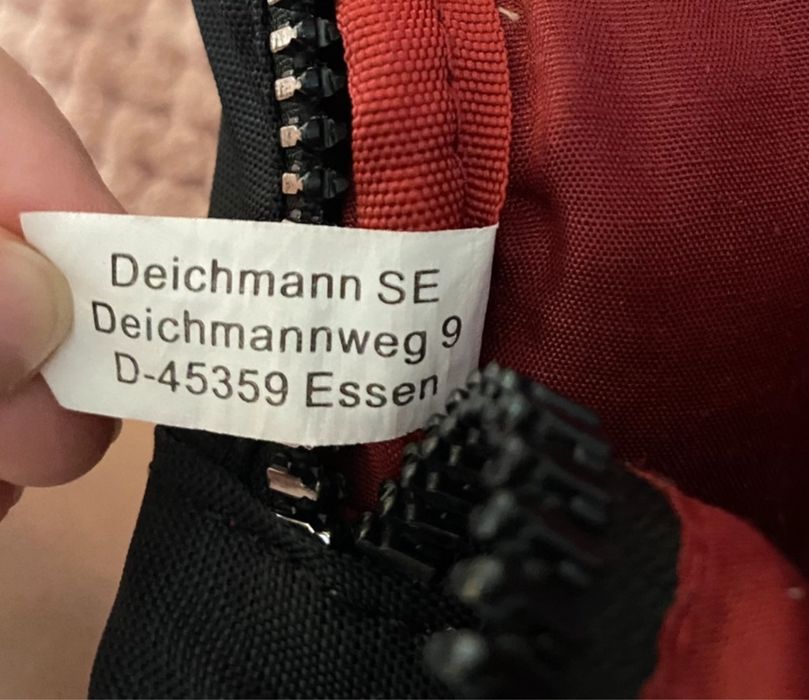 Deichmann SE
Deichmannweg 9
D-45359 Essen